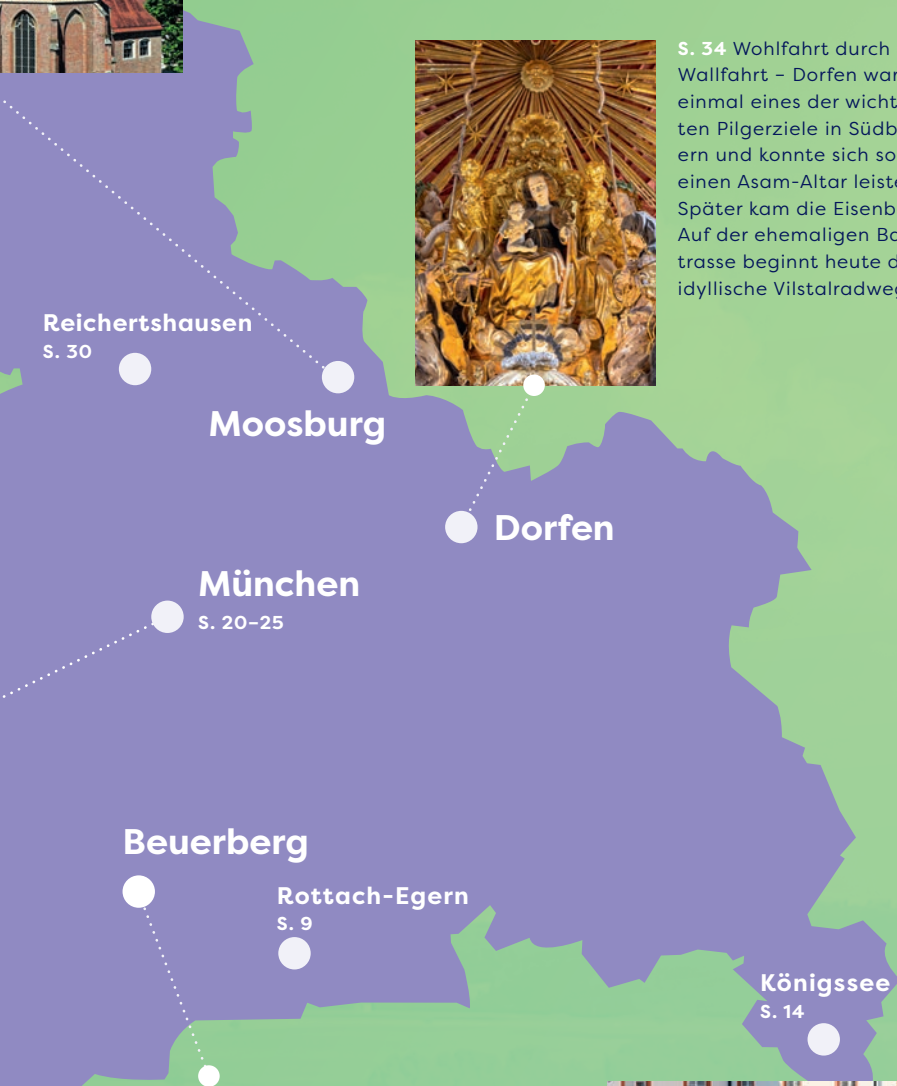 S. 34 Wohlfahrt durch
Wallfahrt – Dorfen war
einmal eines der wicht
ten Pilgerziele in Südb
ern und konnte sich so
einen Asam-Altar leiste
Später kam die Eisenb
Auf der ehemaligen Ba
trasse beginnt heute d
idyllische Vilstalradweg
Reichertshausen
S. 30
Moosburg
Dorfen
München
S. 20–25
Beuerberg
Rottach-Egern
S. 9
Königssee
S. 14